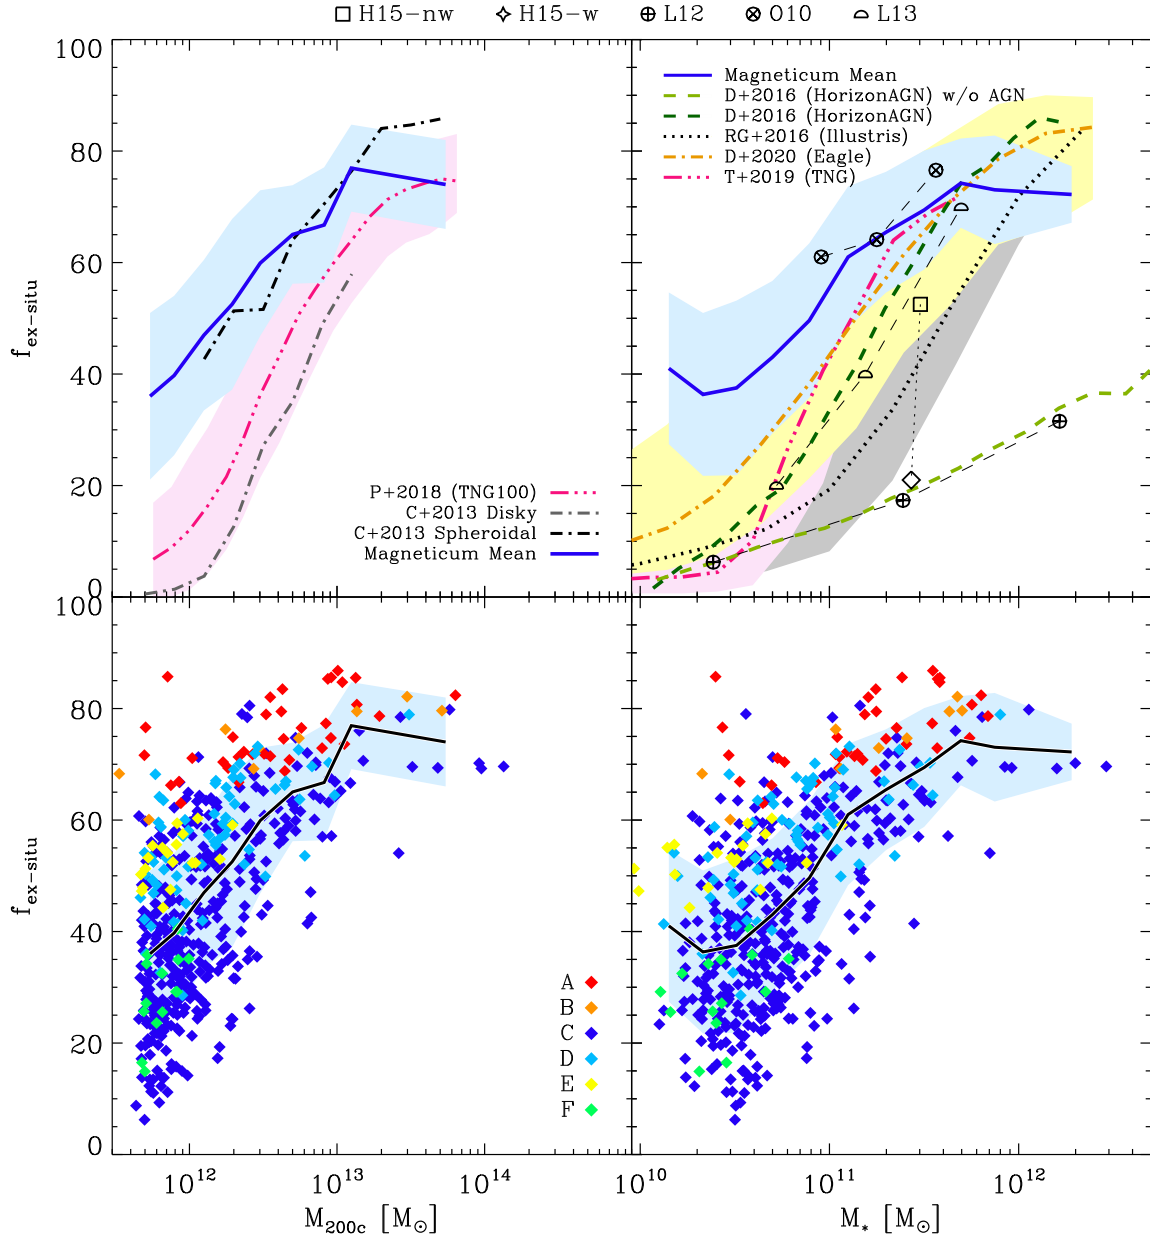 H15-nw H15-w L12 O10 L13
100
80
60
40
20
0
f_ex-situ
P+2018 (TNG100)
C+2013 Disky
C+2013 Spheroidal
Magneticum Mean
Magneticum Mean
D+2016 (HorizonAGN) w/o AGN
D+2016 (HorizonAGN)
RG+2016 (Illustris)
D+2020 (Eagle)
T+2019 (TNG)
100
80
60
40
20
0
f_ex-situ
A
B
C
D
E
F
10^12 10^13 10^14
M_200c [M_⊙]
10^10 10^11 10^12
M_* [M_⊙]